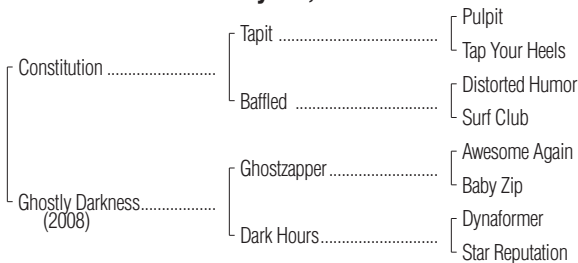 Pulpit
Tapit ........................................
Tap Your Heels
Constitution ...........................
Distorted Humor
Baffled ....................................
Surf Club
Awesome Again
Ghostzapper...........................
Baby Zip
Ghostly Darkness...................
(2008)
Dynaformer
Dark Hours..............................
Star Reputation